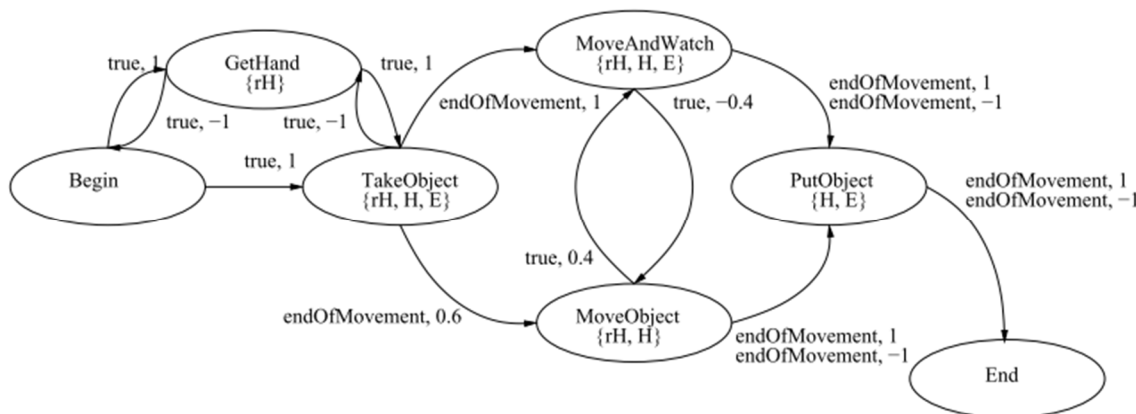 GetHand
{rH}
true, 1
true, 1
true, −1
true, −1
MoveAndWatch
{rH, H, E}
endOfMovement, 1
true, −0.4
endOfMovement, 1
endOfMovement, −1
Begin
true, 1
TakeObject
{rH, H, E}
PutObject
{H, E}
endOfMovement, 1
endOfMovement, −1
true, 0.4
endOfMovement, 0.6
MoveObject
{rH, H}
endOfMovement, 1
endOfMovement, −1
End